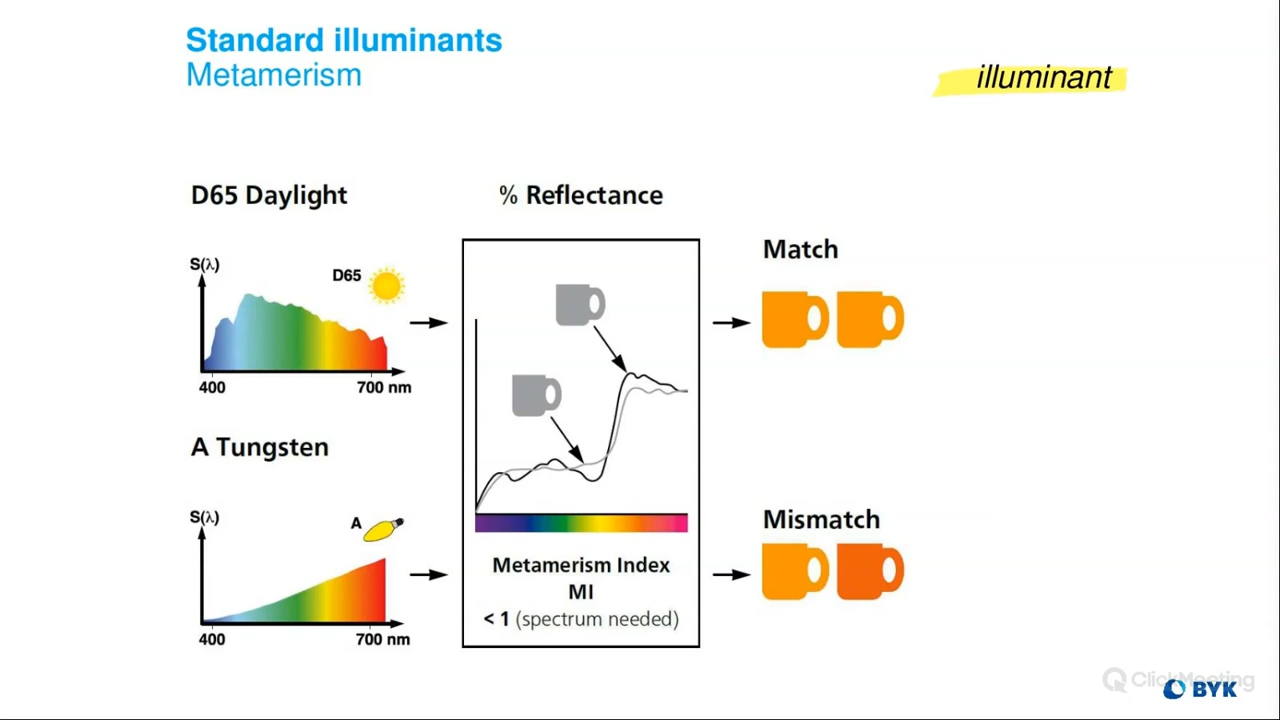 Standard illuminants
Metamerism
illuminant
D65 Daylight
% Reflectance
Match
S(λ)
D65
400
700 nm
A Tungsten
S(λ)
A
400
700 nm
Metamerism Index
MI
< 1 (spectrum needed)
Mismatch
ClickMeeting
BYK